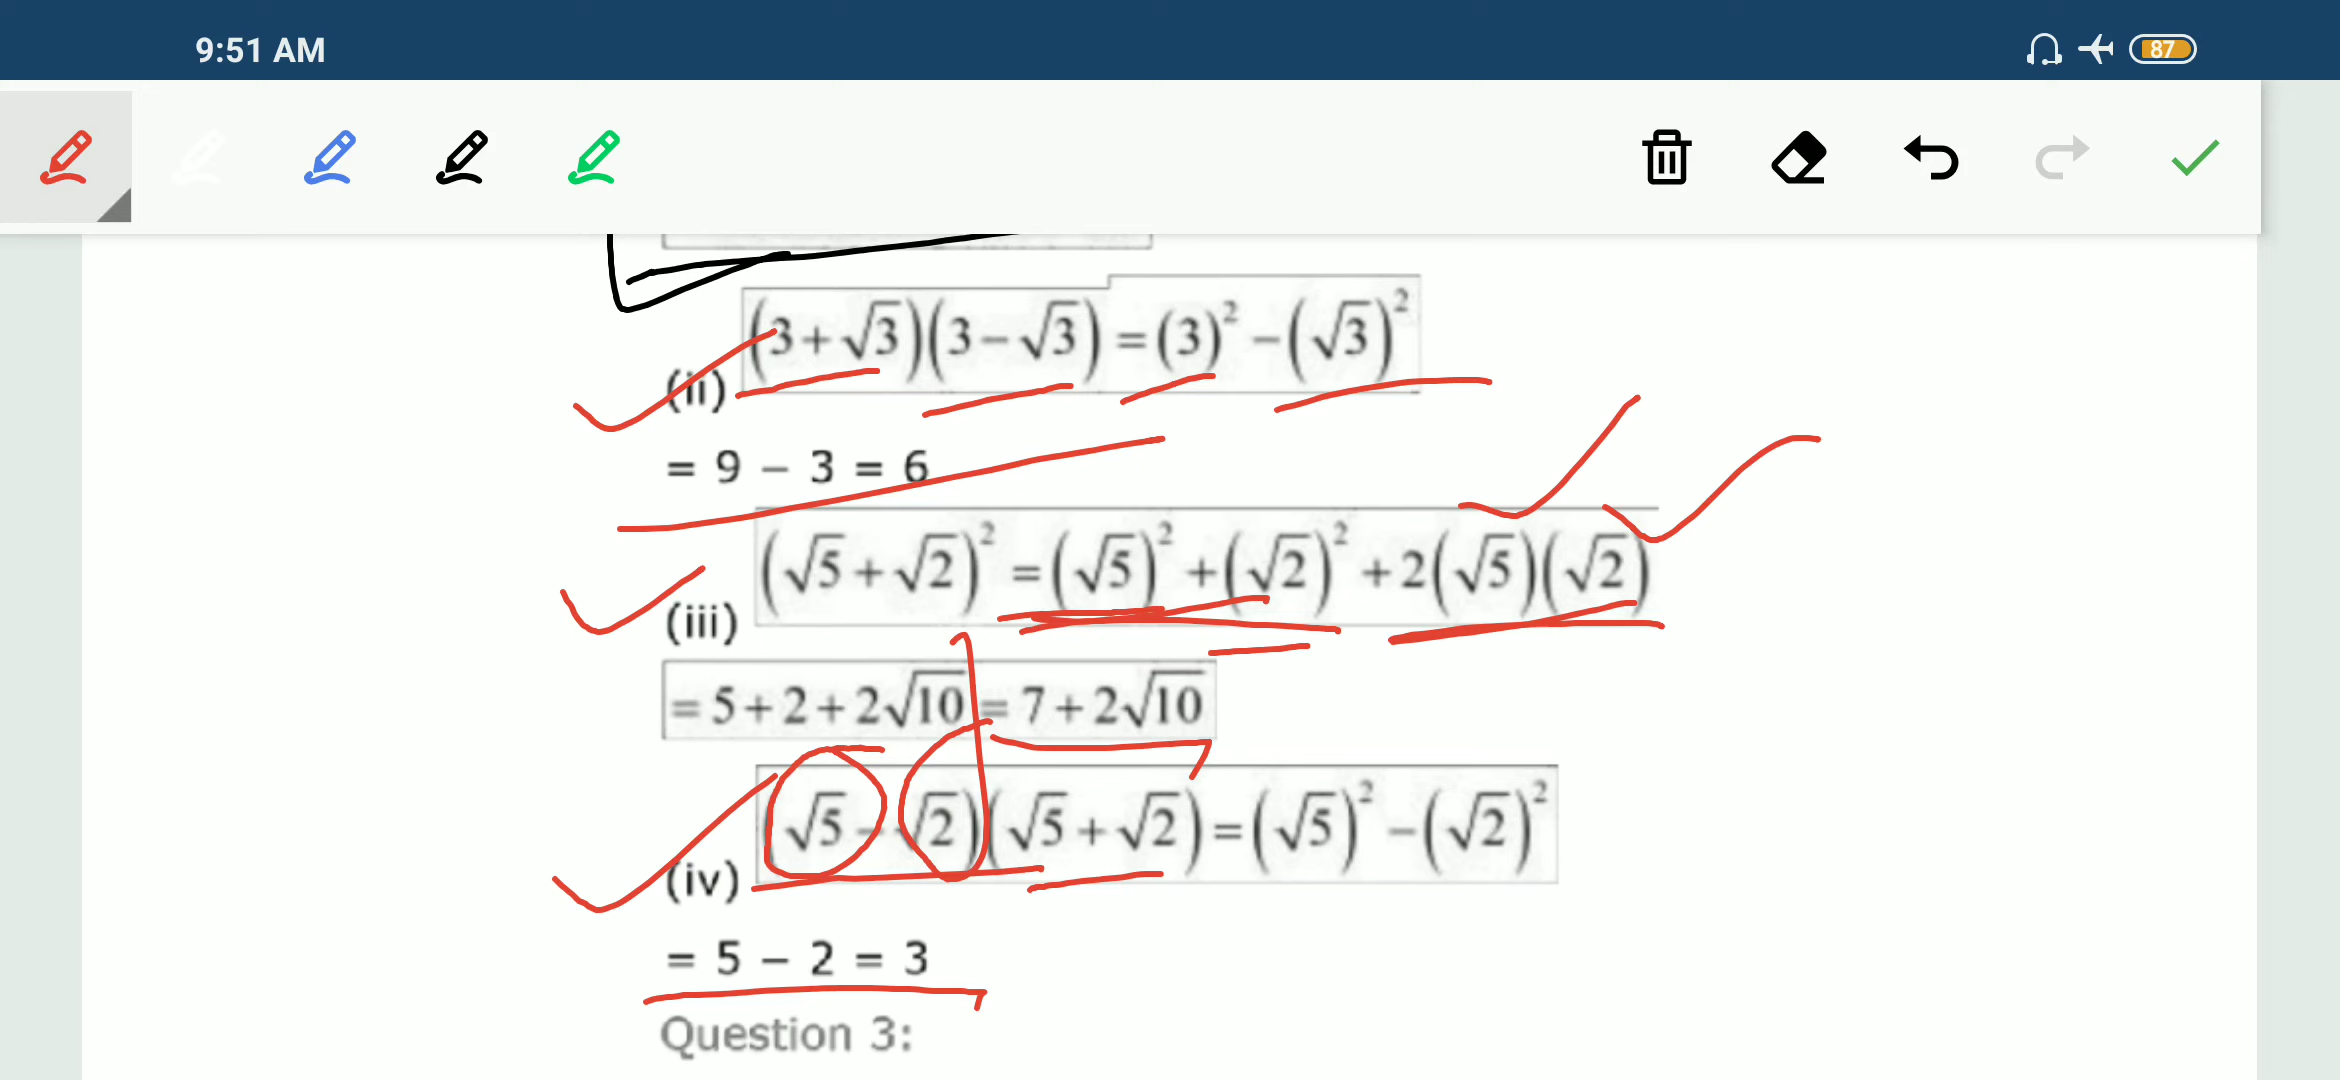 9:51 AM
87
(ii) (3+√3)(3−√3) = (3)² −(√3)²
= 9 − 3 = 6
(iii) (√5+√2)² = (√5)² +(√2)² +2(√5)(√2)
= 5+2+2√10 = 7+2√10
(iv) (√5−√2)(√5+√2) = (√5)² −(√2)²
= 5 − 2 = 3
Question 3: